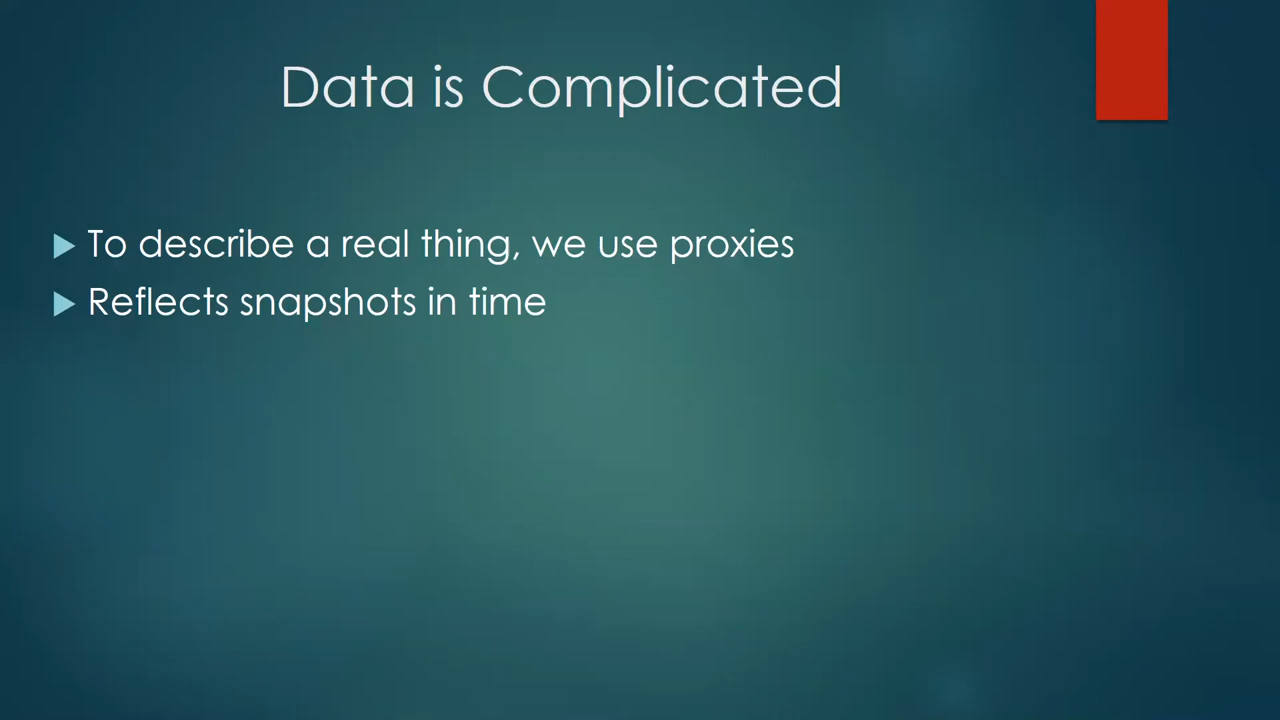 Data is Complicated
To describe a real thing, we use proxies
Reflects snapshots in time